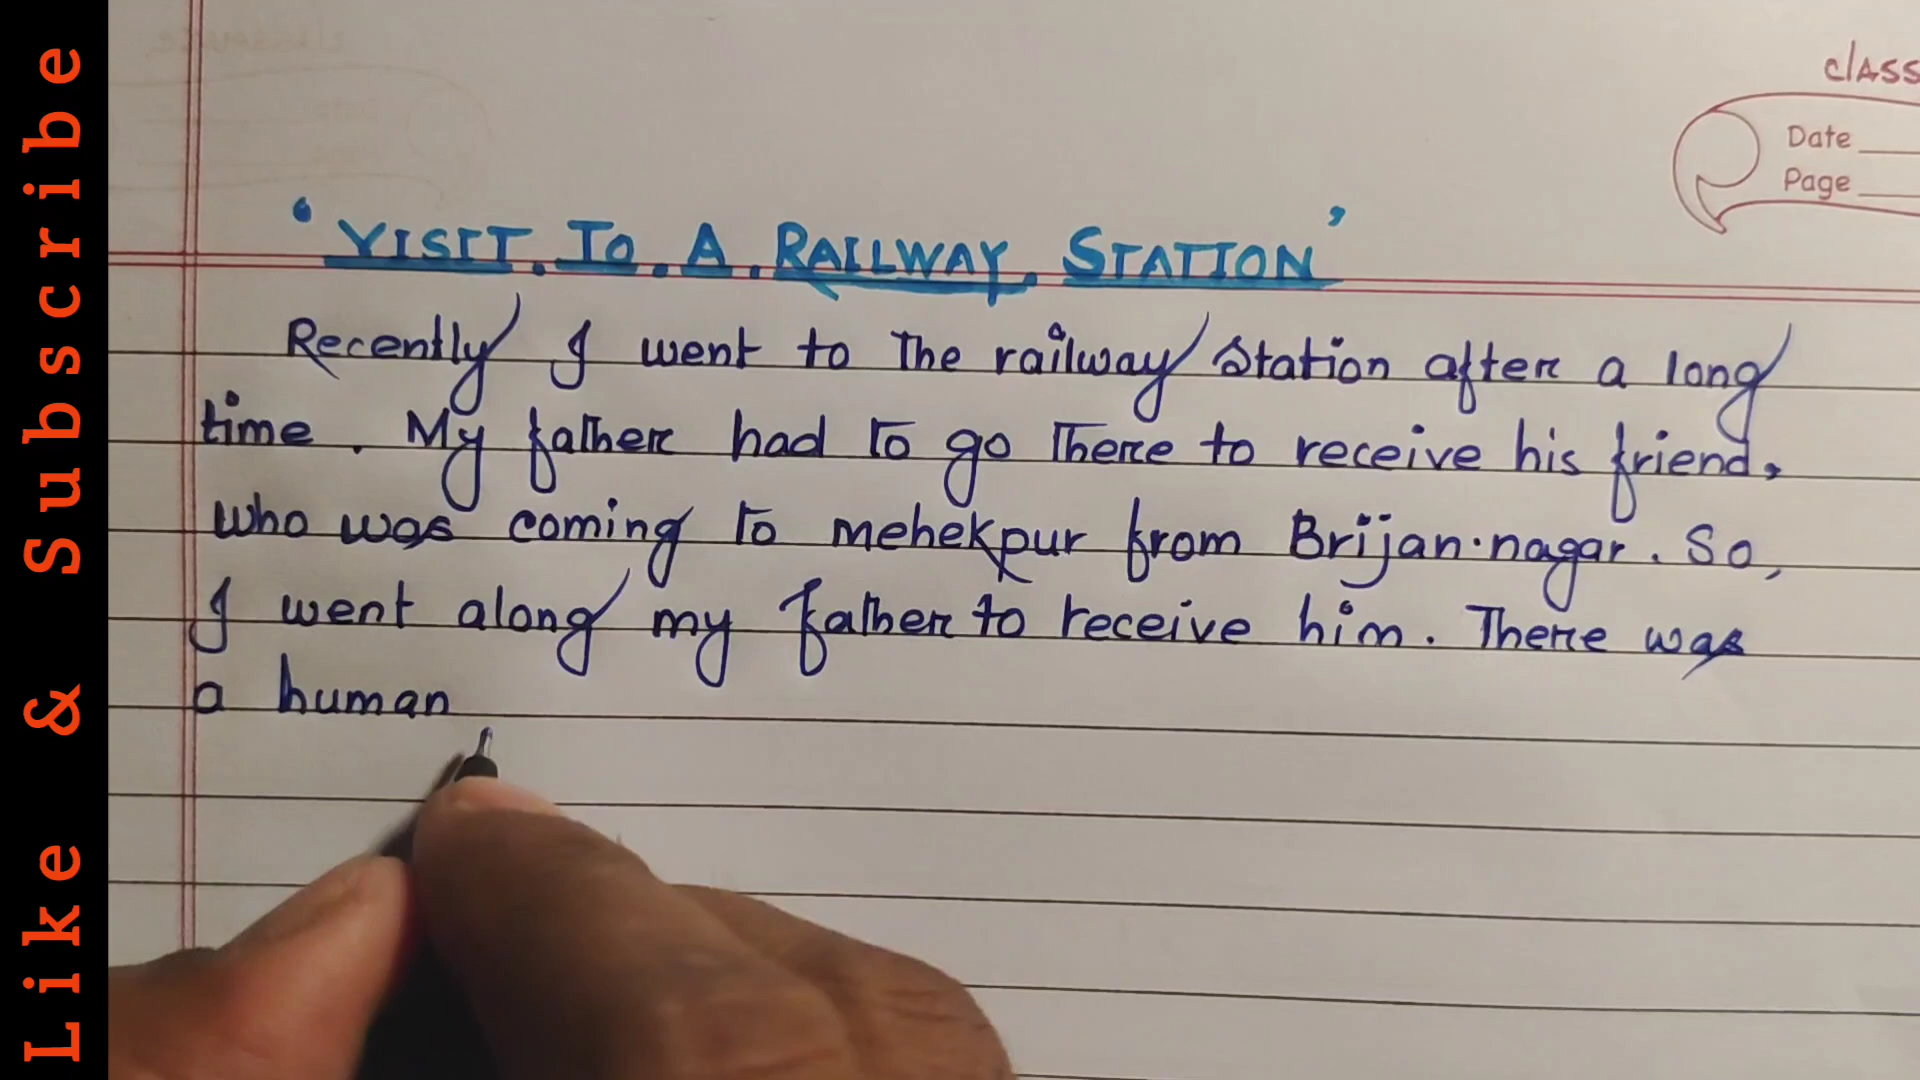 Like & Subscribe
class
Date
Page
'VISIT. To. A. RAILWAY. STATION'
Recently I went to the railway station after a long
time. My father had to go There to receive his friend,
who was coming to mehekpur from Brijan.nagar. So,
I went along my father to receive him. There was
a human